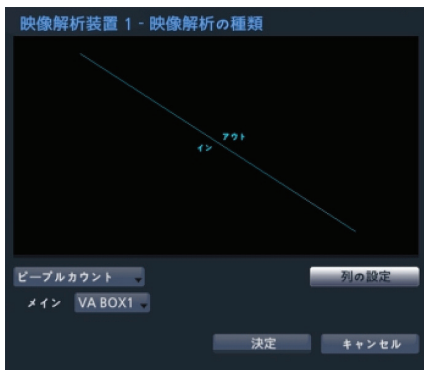 映像解析装置 1 - 映像解析の種類
アウト
イン
ピープルカウント
列の設定
メイン VA BOX1
決定 キャンセル